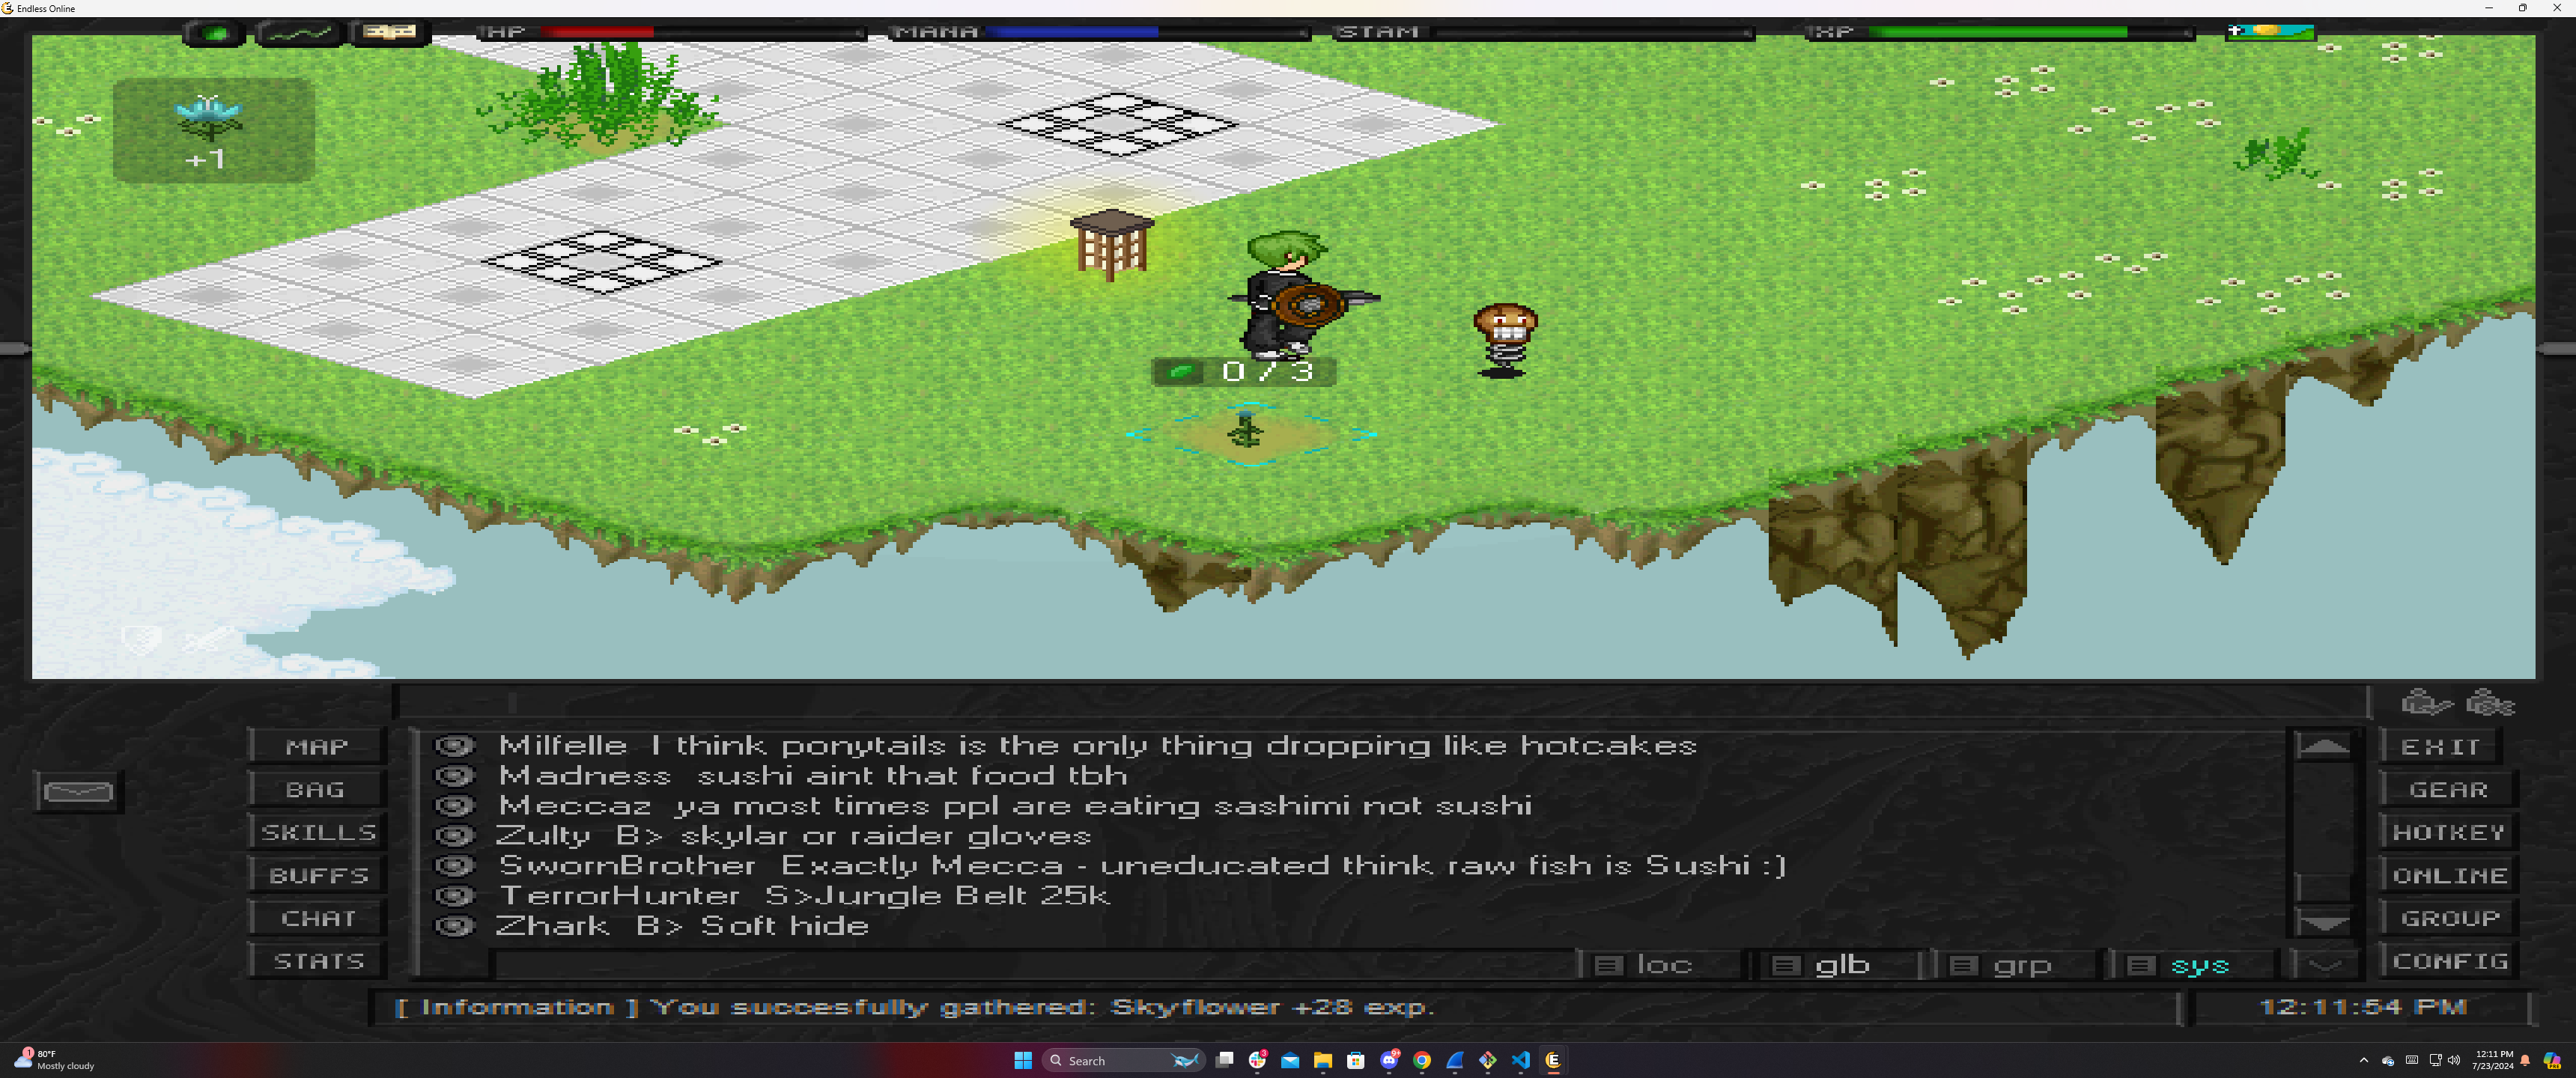 Endless Online
HP
MANA
STAM
XP
+1
0/3
MAP
BAG
SKILLS
BUFFS
CHAT
STATS
Milfelle I think ponytails is the only thing dropping like hotcakes
Madness sushi aint that food tbh
Meccaz ya most times ppl are eating sashimi not sushi
Zulty B> skylar or raider gloves
SwornBrother Exactly Mecca - uneducated think raw fish is Sushi :)
TerrorHunter S>Jungle Belt 25k
Zhark B> Soft hide
EXIT
GEAR
HOTKEY
ONLINE
GROUP
CONFIG
loc glb grp sys
[ Information ] You succesfully gathered: Skyflower +28 exp.
12:11:54 PM
1
80°F
Mostly cloudy
Search
3
9+
12:11 PM
7/23/2024